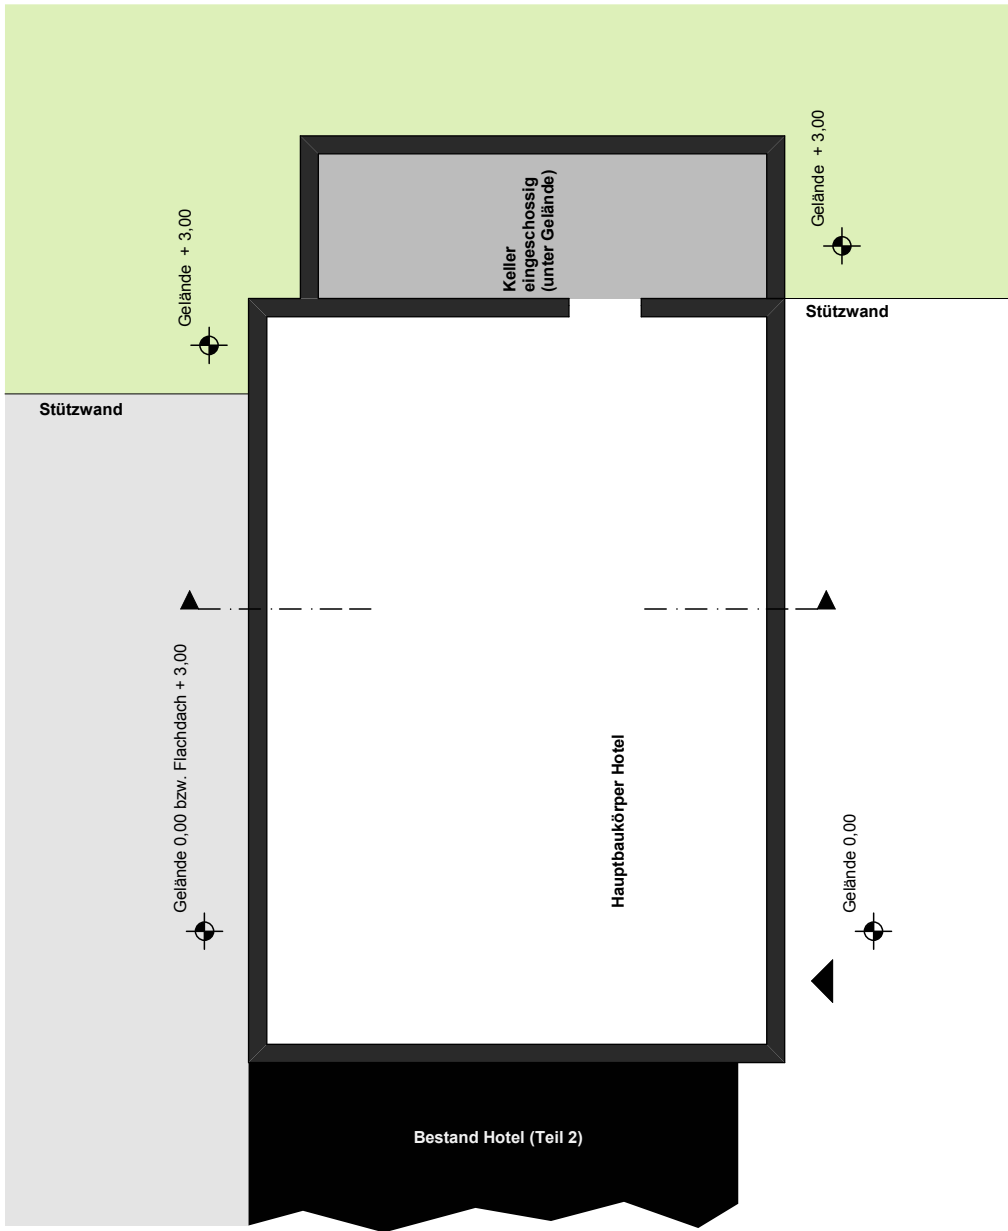 Gelände + 3,00
Gelände + 3,00
Keller
eingeschossig
(unter Gelände)
Stützwand
Stützwand
Gelände 0,00 bzw. Flachdach + 3,00
Hauptbaukörper Hotel
Gelände 0,00
Bestand Hotel (Teil 2)